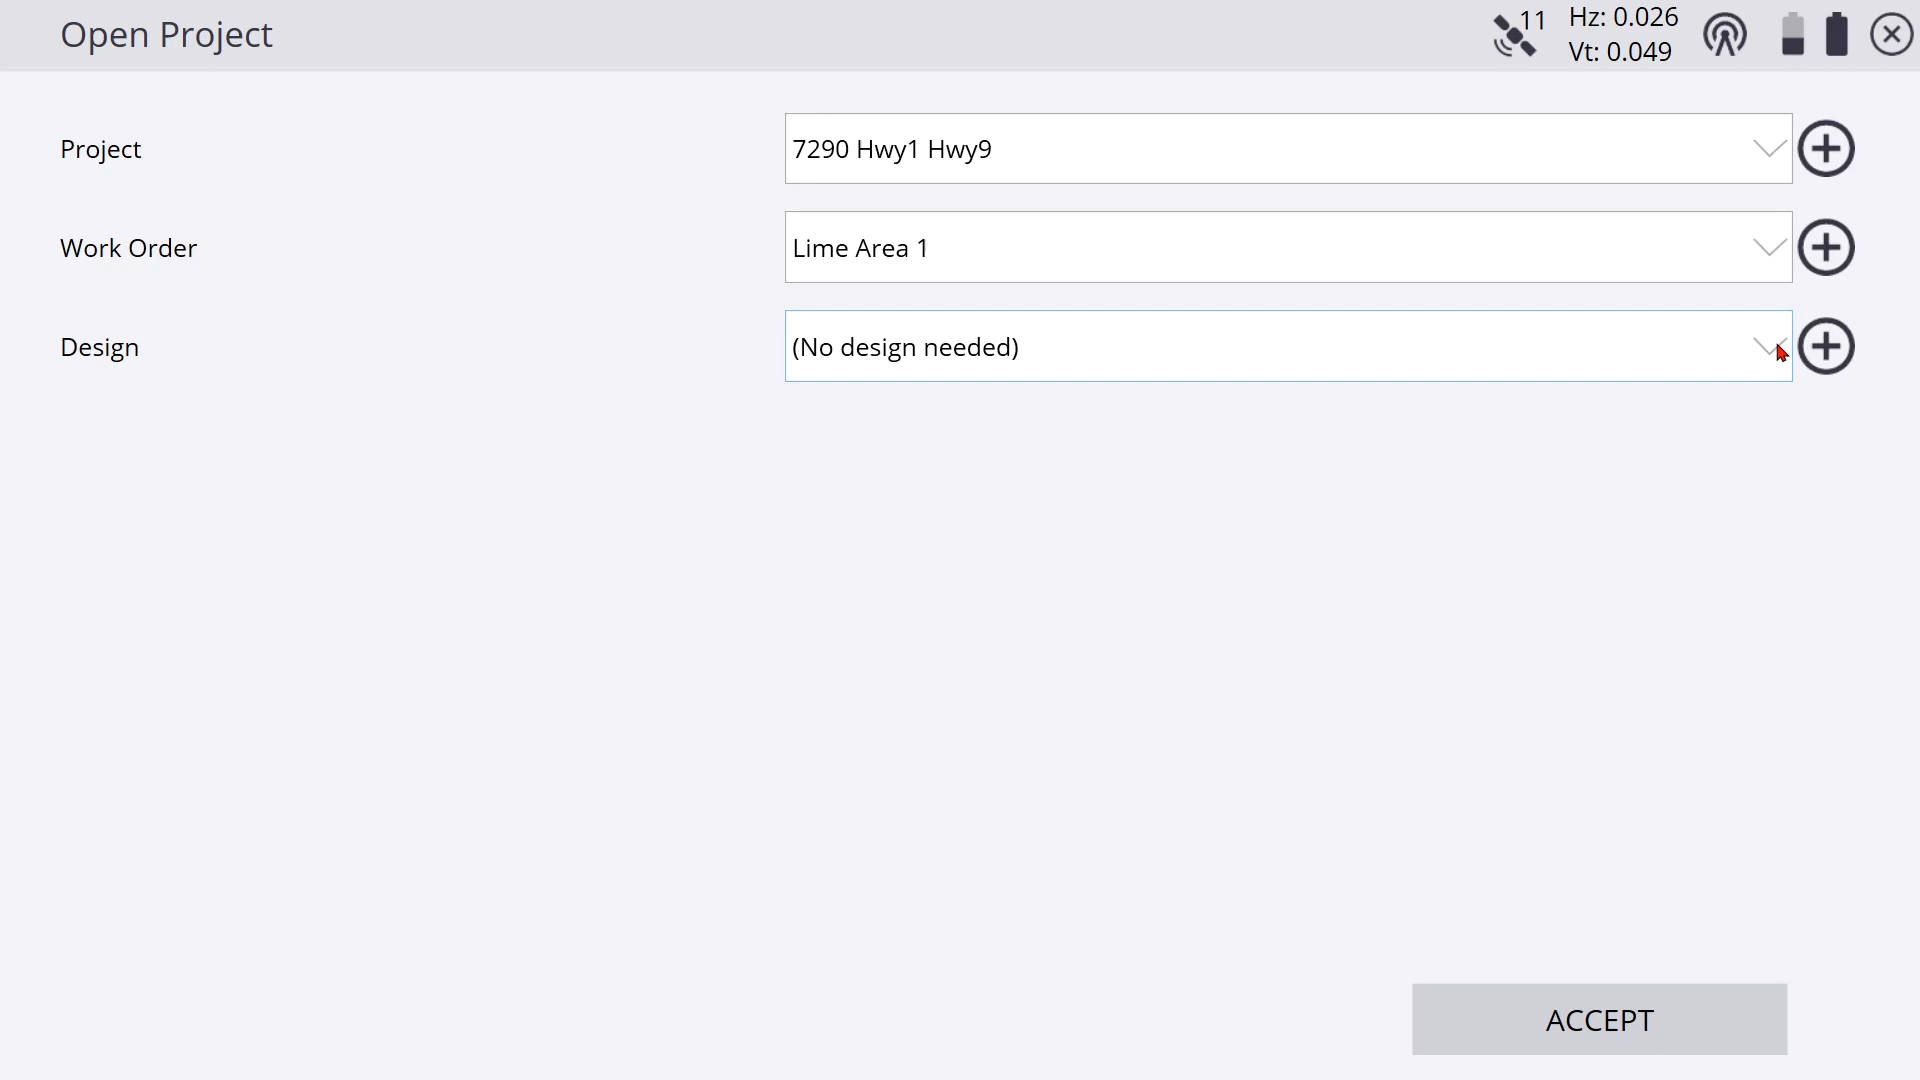 Open Project
11
Hz: 0.026
Vt: 0.049
Project
7290 Hwy1 Hwy9
Work Order
Lime Area 1
Design
(No design needed)
ACCEPT